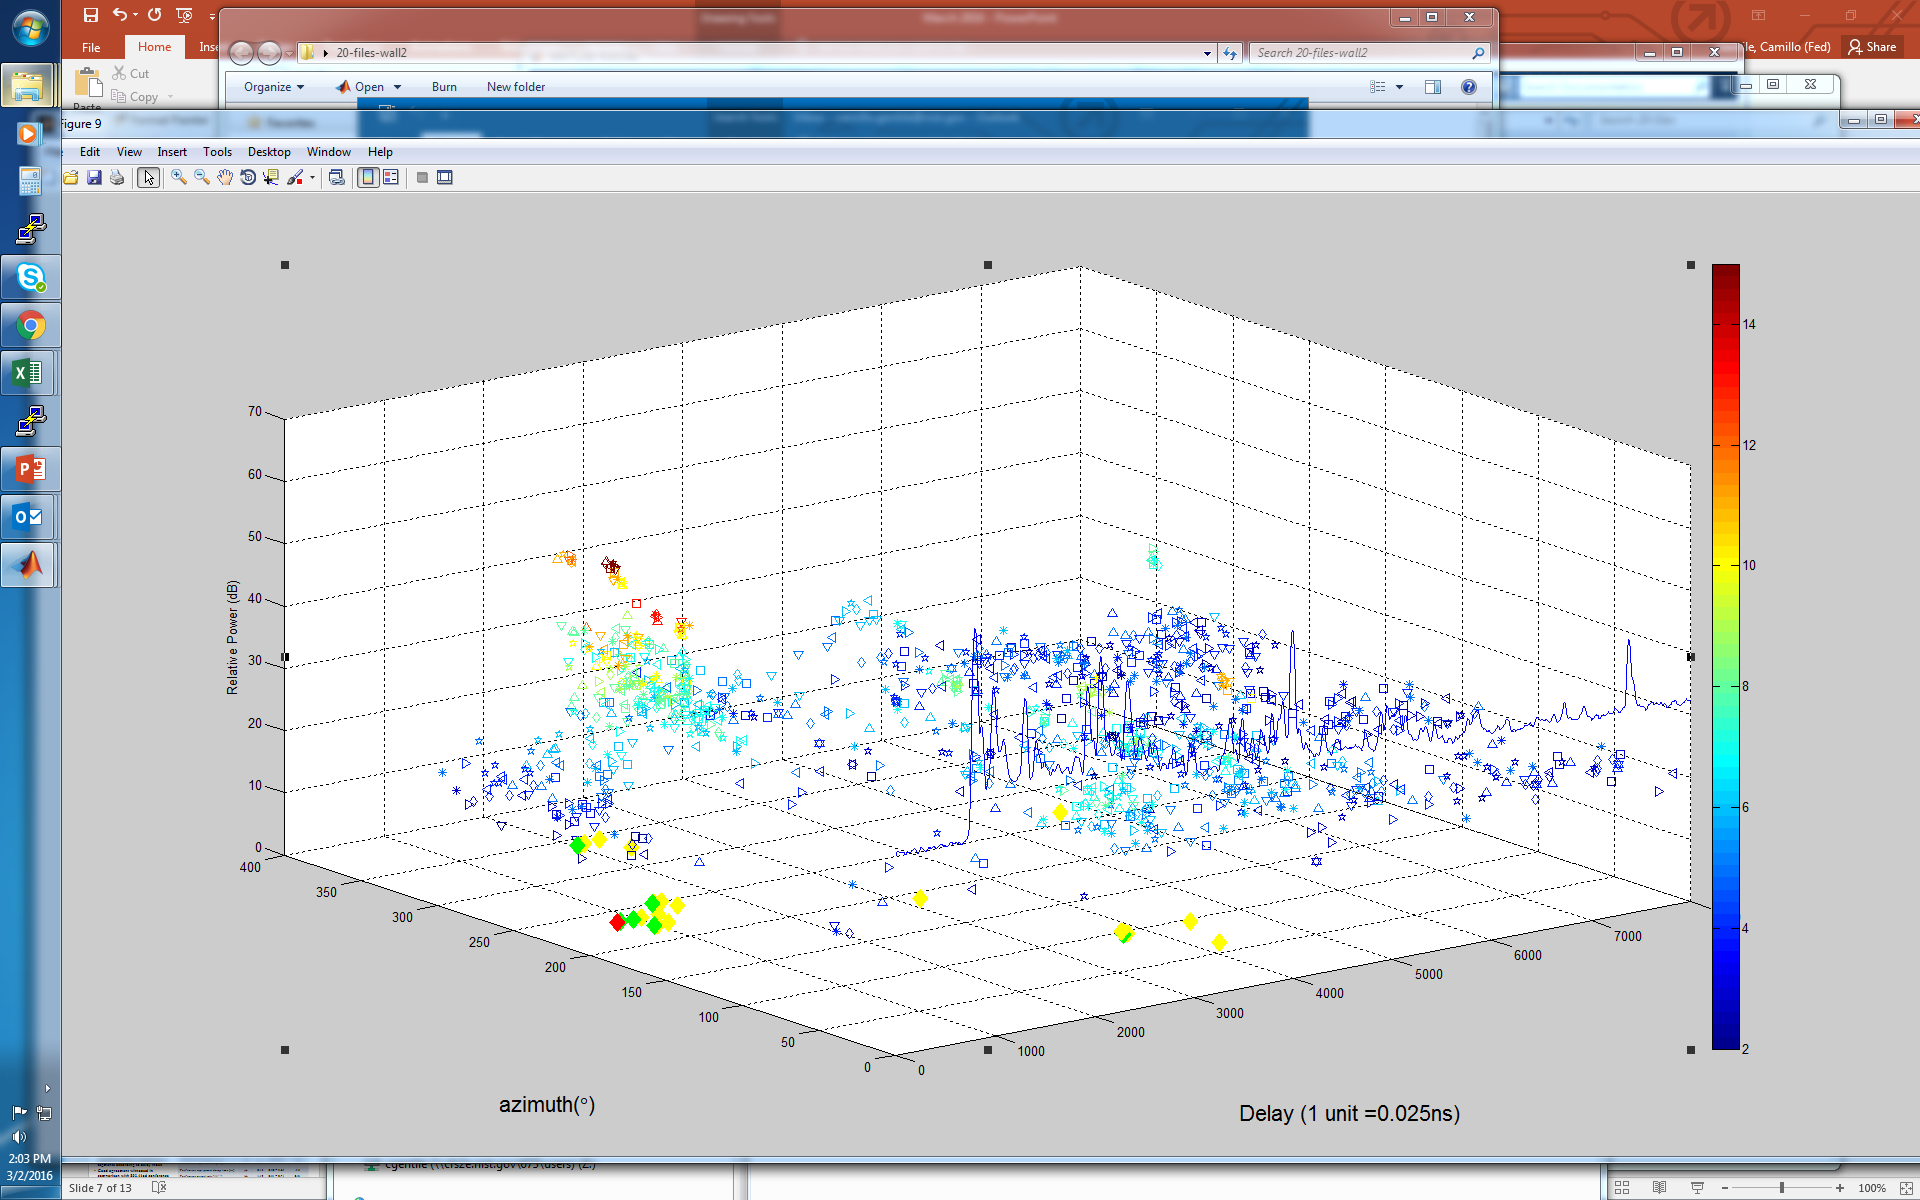 File
Home
Ins
le, Camillo (Fed)
Share
Cut
Copy
20-files-wall2
Search 20-files-wall2
Organize
Open
Burn
New folder
Figure 9
Edit View Insert Tools Desktop Window Help
70
60
50
40
30
20
10
0
Relative Power (dB)
400
350
300
250
200
150
100
50
0
azimuth(°)
0
1000
2000
3000
4000
5000
6000
7000
Delay (1 unit =0.025ns)
14
12
10
8
6
4
2
2:03 PM
3/2/2016
Slide 7 of 13
100%